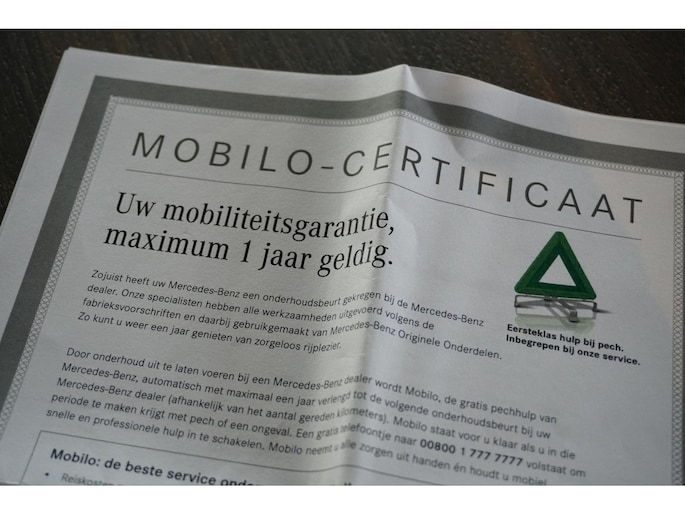 MOBILO-CERTIFICAAT
Uw mobiliteitsgarantie,
maximum 1 jaar geldig.
Zojuist heeft uw Mercedes-Benz een onderhoudsbeurt gekregen bij de Mercedes-Benz
dealer. Onze specialisten hebben alle werkzaamheden uitgevoerd volgens de
fabrieksvoorschriften en daarbij gebruikgemaakt van Mercedes-Benz Originele Onderdelen.
Zo kunt u weer een jaar genieten van zorgeloos rijplezier.
Eersteklas hulp bij pech.
Inbegrepen bij onze service.
Door onderhoud uit te laten voeren bij een Mercedes-Benz dealer wordt Mobilo, de gratis pechhulp van
Mercedes-Benz, automatisch met maximaal een jaar verlengd tot de volgende onderhoudsbeurt bij uw
Mercedes-Benz dealer (afhankelijk van het aantal gereden kilometers). Mobilo staat voor u klaar als u in die
periode te maken krijgt met pech of een ongeval. Een gratis telefoontje naar 00800 1 777 7777 volstaat om
snelle en professionele hulp in te schakelen. Mobilo neemt u alle zorgen uit handen én houdt u mobiel.
Mobilo: de beste service
• Reiskosten